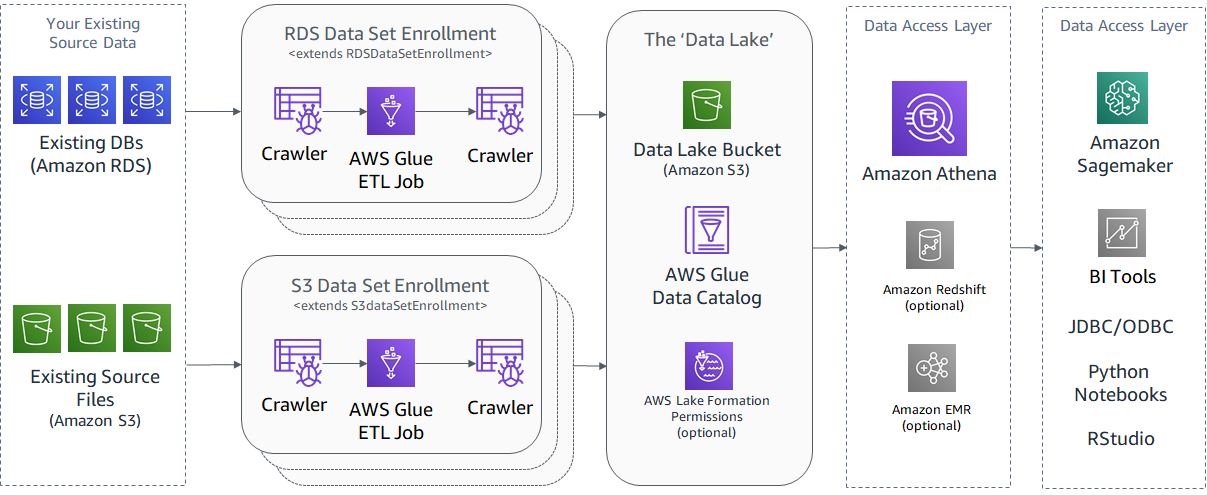 Your Existing
Source Data
Existing DBs
(Amazon RDS)
Existing Source
Files
(Amazon S3)
RDS Data Set Enrollment
<extends RDSDataSetEnrollment>
Crawler
AWS Glue
ETL Job
Crawler
S3 Data Set Enrollment
<extends S3dataSetEnrollment>
Crawler
AWS Glue
ETL Job
Crawler
The ‘Data Lake’
Data Lake Bucket
(Amazon S3)
AWS Glue
Data Catalog
AWS Lake Formation
Permissions
(optional)
Data Access Layer
Amazon Athena
Amazon Redshift
(optional)
Amazon EMR
(optional)
Data Access Layer
Amazon
Sagemaker
BI Tools
JDBC/ODBC
Python
Notebooks
RStudio